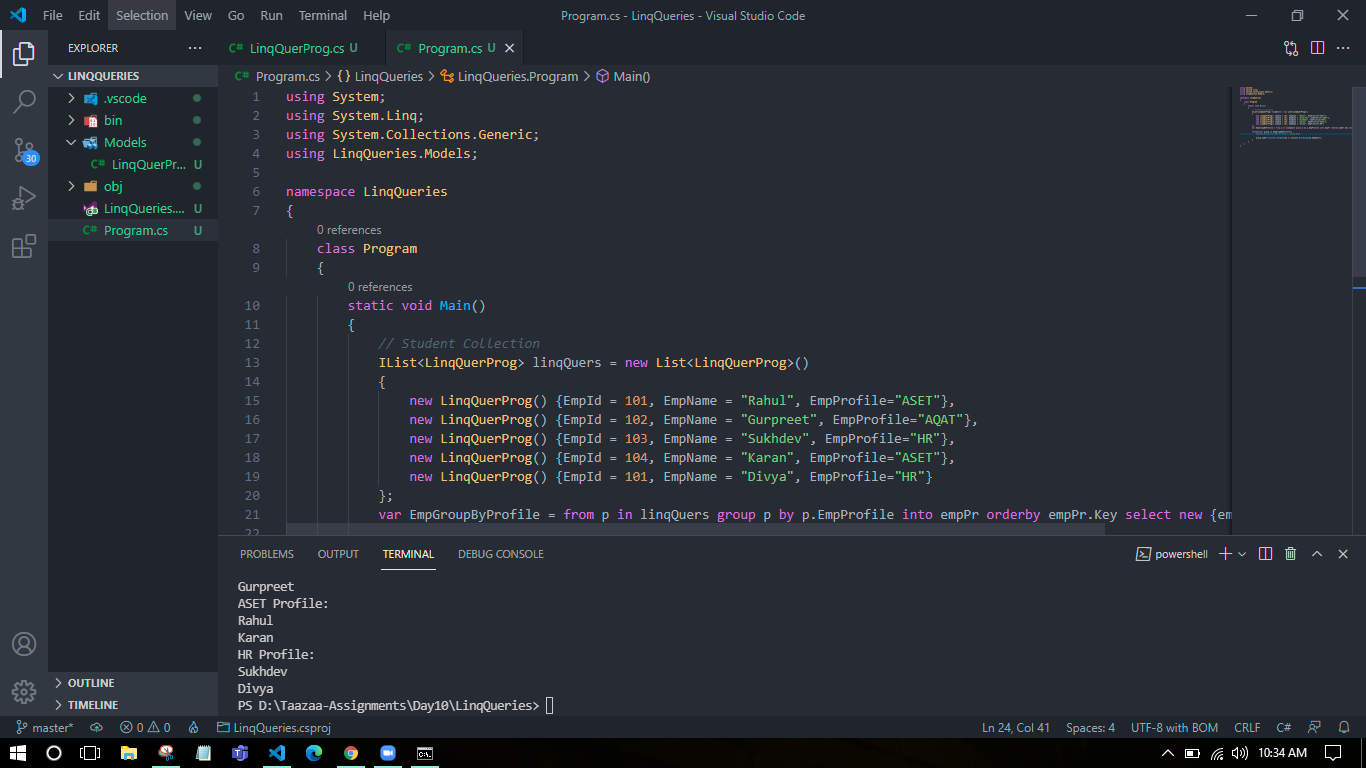 File Edit Selection View Go Run Terminal Help Program.cs - LinqQueries - Visual Studio Code
EXPLORER
LINQQUERIES
.vscode
bin
Models
LinqQuerPr... U
obj
LinqQueries.... U
Program.cs U
OUTLINE
TIMELINE
30
C# LinqQuerProg.cs U C# Program.cs U
C# Program.cs > {} LinqQueries > LinqQueries.Program > Main()
1 using System;
2 using System.Linq;
3 using System.Collections.Generic;
4 using LinqQueries.Models;
5
6 namespace LinqQueries
7 {
0 references
8 class Program
9 {
0 references
10 static void Main()
11 {
12 // Student Collection
13 IList<LinqQuerProg> linqQuers = new List<LinqQuerProg>()
14 {
15 new LinqQuerProg() {EmpId = 101, EmpName = "Rahul", EmpProfile="ASET"},
16 new LinqQuerProg() {EmpId = 102, EmpName = "Gurpreet", EmpProfile="AQAT"},
17 new LinqQuerProg() {EmpId = 103, EmpName = "Sukhdev", EmpProfile="HR"},
18 new LinqQuerProg() {EmpId = 104, EmpName = "Karan", EmpProfile="ASET"},
19 new LinqQuerProg() {EmpId = 101, EmpName = "Divya", EmpProfile="HR"}
20 };
21 var EmpGroupByProfile = from p in linqQuers group p by p.EmpProfile into empPr orderby empPr.Key select new {em
22
PROBLEMS OUTPUT TERMINAL DEBUG CONSOLE powershell
Gurpreet
ASET Profile:
Rahul
Karan
HR Profile:
Sukhdev
Divya
PS D:\Taazaa-Assignments\Day10\LinqQueries>
master* 0 0 LinqQueries.csproj Ln 24, Col 41 Spaces: 4 UTF-8 with BOM CRLF C#
10:34 AM